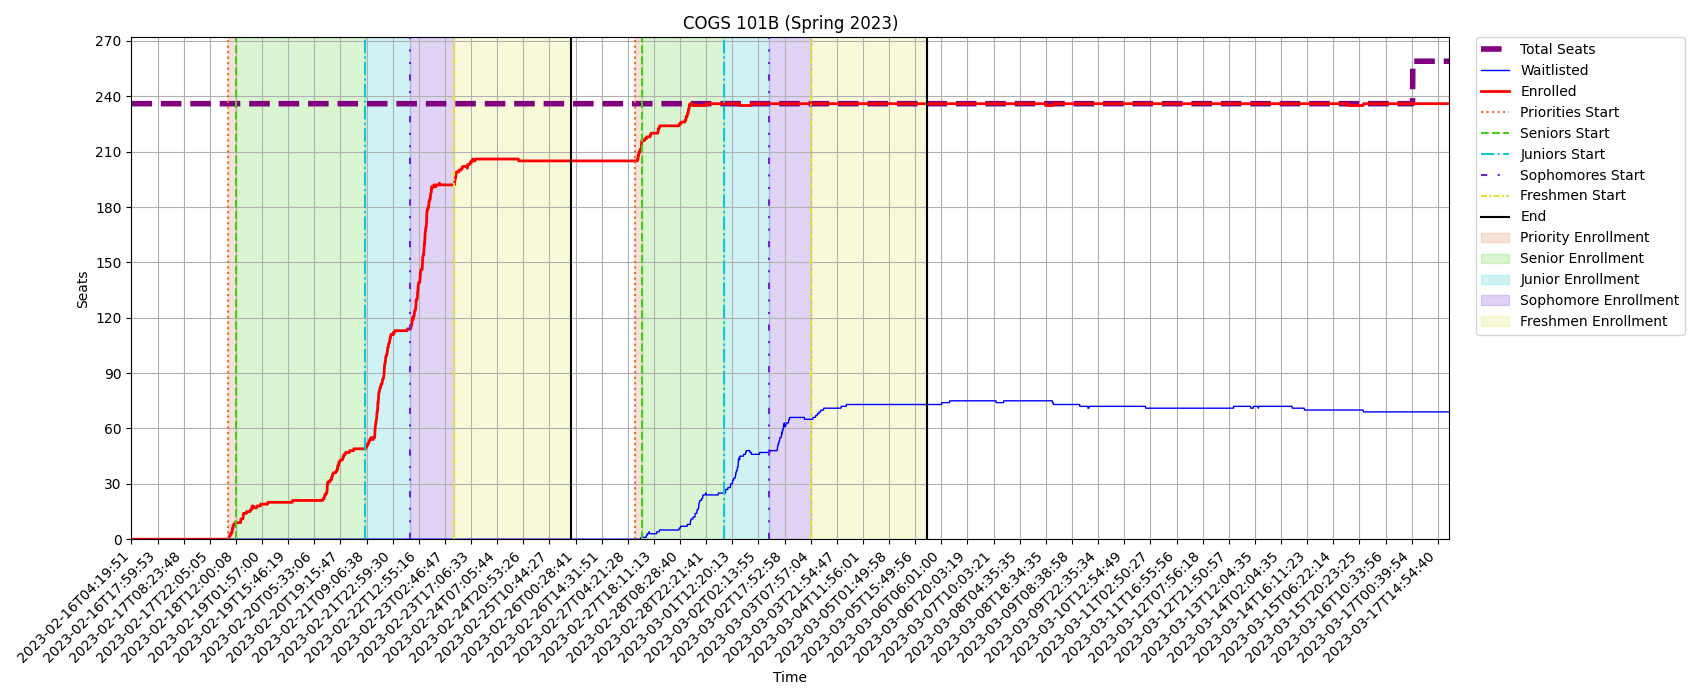 COGS 101B (Spring 2023)
270
240
210
180
150
120
90
60
30
0
Seats
2023-02-16T04:19:51
2023-02-16T17:59:53
2023-02-17T08:23:48
2023-02-17T22:05:05
2023-02-18T12:00:08
2023-02-19T01:57:00
2023-02-19T15:46:19
2023-02-20T05:33:06
2023-02-20T19:15:47
2023-02-21T09:06:38
2023-02-21T22:59:30
2023-02-22T12:55:16
2023-02-23T02:46:47
2023-02-23T17:06:33
2023-02-24T07:05:44
2023-02-24T20:53:26
2023-02-25T10:44:27
2023-02-26T00:28:41
2023-02-26T14:31:51
2023-02-27T04:21:28
2023-02-27T18:11:13
2023-02-28T08:28:40
2023-02-28T22:21:41
2023-03-01T12:20:13
2023-03-02T02:13:55
2023-03-02T17:52:58
2023-03-03T07:57:04
2023-03-03T21:54:47
2023-03-04T11:56:01
2023-03-05T01:49:58
2023-03-05T15:49:56
2023-03-06T06:01:00
2023-03-06T20:03:19
2023-03-07T10:03:21
2023-03-08T04:35:35
2023-03-08T18:34:35
2023-03-09T08:38:58
2023-03-09T22:35:34
2023-03-10T12:54:49
2023-03-11T02:50:27
2023-03-11T16:55:56
2023-03-12T07:56:18
2023-03-12T21:50:57
2023-03-13T12:04:35
2023-03-14T02:04:35
2023-03-14T16:11:23
2023-03-15T06:22:14
2023-03-15T20:23:25
2023-03-16T10:33:56
2023-03-17T00:39:54
2023-03-17T14:54:40
Time
Total Seats
Waitlisted
Enrolled
Priorities Start
Seniors Start
Juniors Start
Sophomores Start
Freshmen Start
End
Priority Enrollment
Senior Enrollment
Junior Enrollment
Sophomore Enrollment
Freshmen Enrollment